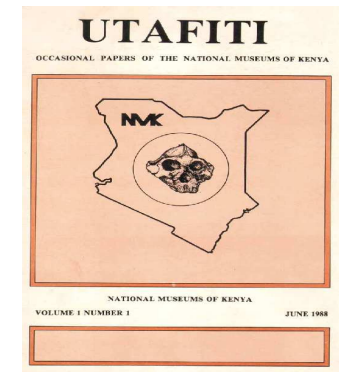 UTAFITI
OCCASIONAL PAPERS OF THE NATIONAL MUSEUMS OF KENYA
NMK
NATIONAL MUSEUMS OF KENYA
VOLUME 1 NUMBER 1 JUNE 1988